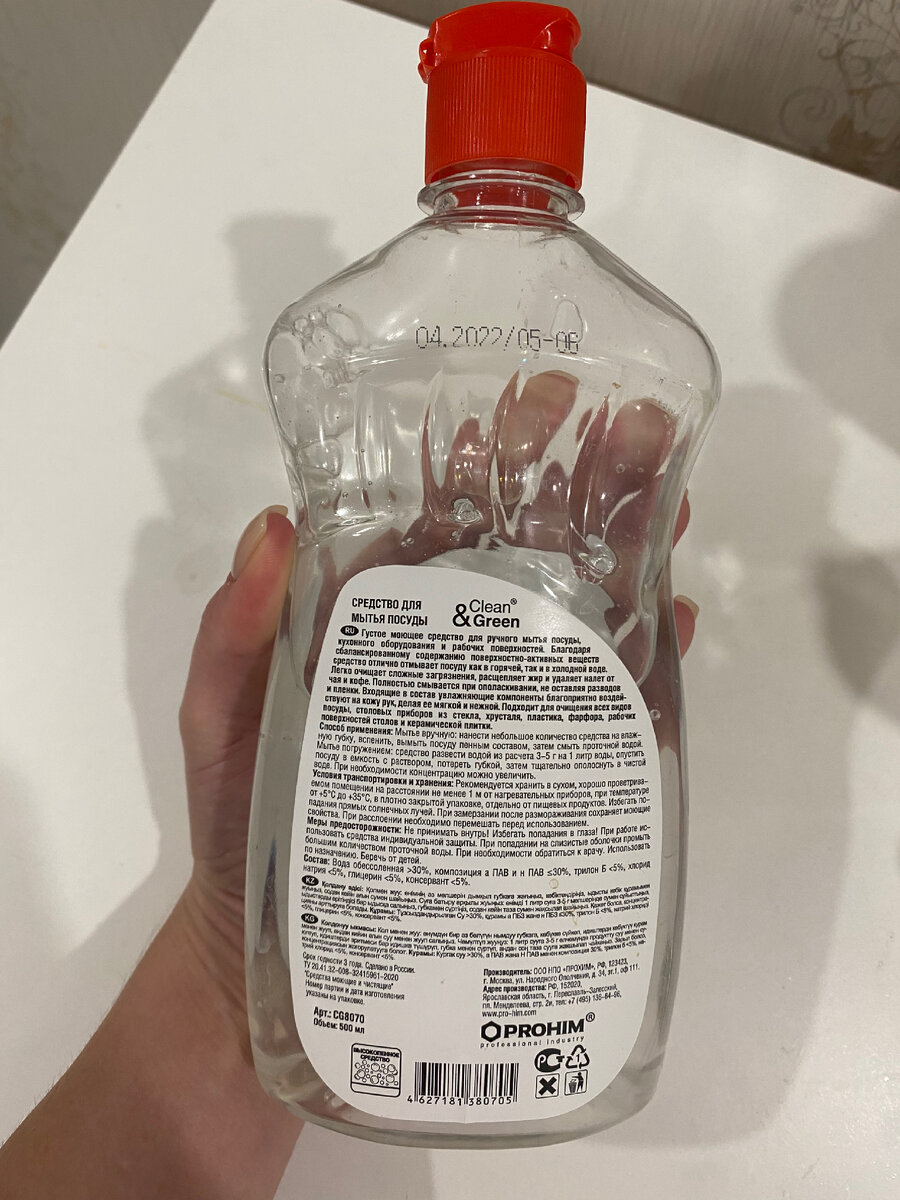 04.2022/05-06
СРЕДСТВО ДЛЯ
МЫТЬЯ ПОСУДЫ
Clean®
&Green
RU Густое моющее средство для ручного мытья посуды,
кухонного оборудования и рабочих поверхностей. Благодаря
сбалансированному содержанию поверхностно-активных веществ
средство отлично отмывает посуду как в горячей, так и в холодной воде.
Легко очищает сложные загрязнения, расщепляет жир и удаляет налет от
чая и кофе. Полностью смывается при ополаскивании, не оставляя разводов
и пленки. Входящие в состав увлажняющие компоненты благоприятно воздей-
ствуют на кожу рук, делая ее мягкой и нежной. Подходит для очищения всех видов
посуды, столовых приборов из стекла, хрусталя, пластика, фарфора, рабочих
поверхностей столов и керамической плитки.
Способ применения: Мытье вручную: нанести небольшое количество средства на влаж-
ную губку, вспенить, вымыть посуду пенным составом, затем смыть проточной водой.
Мытье погружением: средство развести водой из расчета 3–5 г на 1 литр воды, опустить
посуду в емкость с раствором, потереть губкой, затем тщательно ополоснуть в чистой
воде. При необходимости концентрацию можно увеличить.
Условия транспортировки и хранения: Рекомендуется хранить в сухом, хорошо проветрива-
емом помещении на расстоянии не менее 1 м от нагревательных приборов, при температуре
от +5°С до +35°С, в плотно закрытой упаковке, отдельно от пищевых продуктов. Избегать по-
падания прямых солнечных лучей. При замерзании после размораживания сохраняет моющие
свойства. При расслоении необходимо перемешать перед использованием.
Меры предосторожности: Не принимать внутрь! Избегать попадания в глаза! При работе ис-
пользовать средства индивидуальной защиты. При попадании на слизистые оболочки промыть
большим количеством проточной воды. При необходимости обратиться к врачу. Использовать
по назначению. Беречь от детей.
Состав: Вода обессоленная >30%, композиция а ПАВ и н ПАВ ≤30%, трилон Б <5%, хлорид
натрия <5%, глицерин <5%, консервант <5%.
KZ Қолдану әдісі:
KG Колдонуу ыкмасы:
Срок годности 3 года. Сделано в России.
ТУ 20.41.32-008-32415961-2020
"Средства моющие и чистящие"
Номер партии и дата изготовления
указаны на упаковке.
Арт.: CG8070
Объем: 500 мл
Производитель: ООО НПО «ПРОХИМ», РФ, 123423,
г. Москва, ул. Народного Ополчения, д. 34, эт.1, оф 111.
Адрес производства: РФ, 152020,
Ярославская область, г. Переславль-Залесский,
пл. Менделеева, стр. 2и, тел: +7 (495) 136-84-96,
www.pro-him.com
PROHIM®
professional industry
ВЫСОКОПЕННОЕ
СРЕДСТВО
4 627181 380705
1